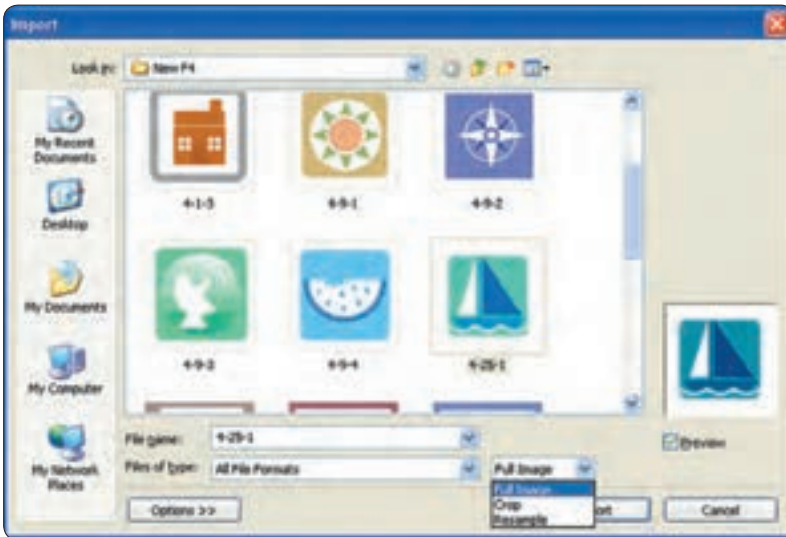 Import
Look in: New F4
My Recent
Documents
Desktop
My Documents
My Computer
My Network
Places
4-1-3
4-9-1
4-9-2
4-9-3
4-9-4
4-25-1
File name: 4-25-1
Files of type: All File Formats
Full Image
Full Image
Crop
Resample
Preview
Options >>
ort
Cancel